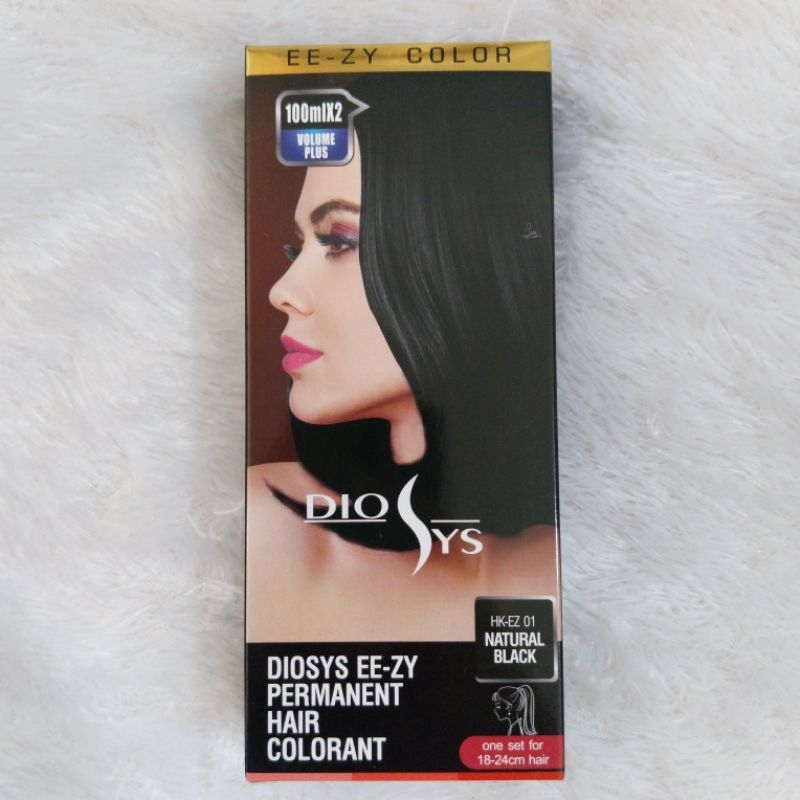 EE-ZY COLOR
100mlX2
VOLUME
PLUS
DIOSYS
HK-EZ 01
NATURAL
BLACK
DIOSYS EE-ZY
PERMANENT
HAIR
COLORANT
one set for
18-24cm hair